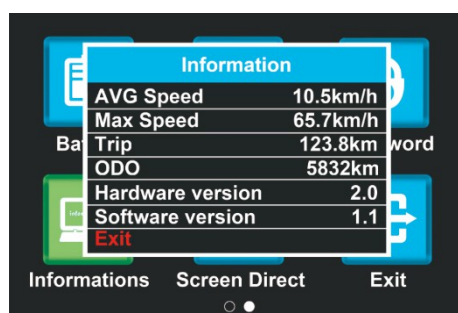 Information
AVG Speed 10.5km/h
Max Speed 65.7km/h
Ba
Trip 123.8km
word
ODO 5832km
Hardware version 2.0
Software version 1.1
Exit
Informations Screen Direct Exit